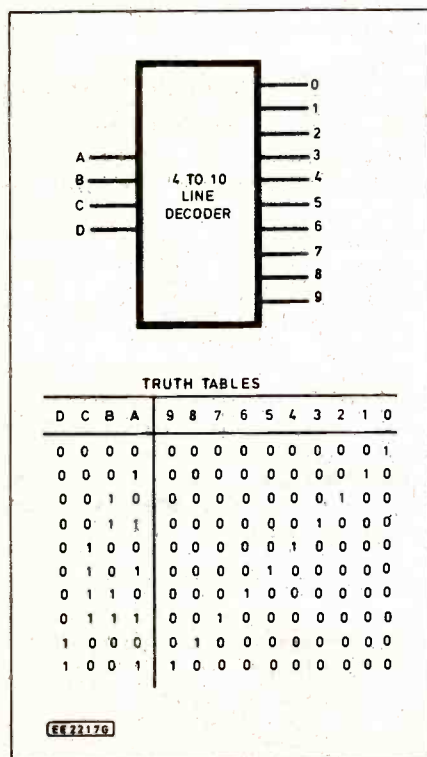 0
1
2
A 3
B 4 TO 10 4
C LINE 5
D DECODER 6
7
8
9
TRUTH TABLES
D C B A 9 8 7 6 5 4 3 2 1 0
0 0 0 0 0 0 0 0 0 0 0 0 0 1
0 0 0 1 0 0 0 0 0 0 0 0 1 0
0 0 1 0 0 0 0 0 0 0 0 1 0 0
0 0 1 1 0 0 0 0 0 0 1 0 0 0
0 1 0 0 0 0 0 0 0 1 0 0 0 0
0 1 0 1 0 0 0 0 1 0 0 0 0 0
0 1 1 0 0 0 0 1 0 0 0 0 0 0
0 1 1 1 0 0 1 0 0 0 0 0 0 0
1 0 0 0 0 1 0 0 0 0 0 0 0 0
1 0 0 1 1 0 0 0 0 0 0 0 0 0
EE2217G